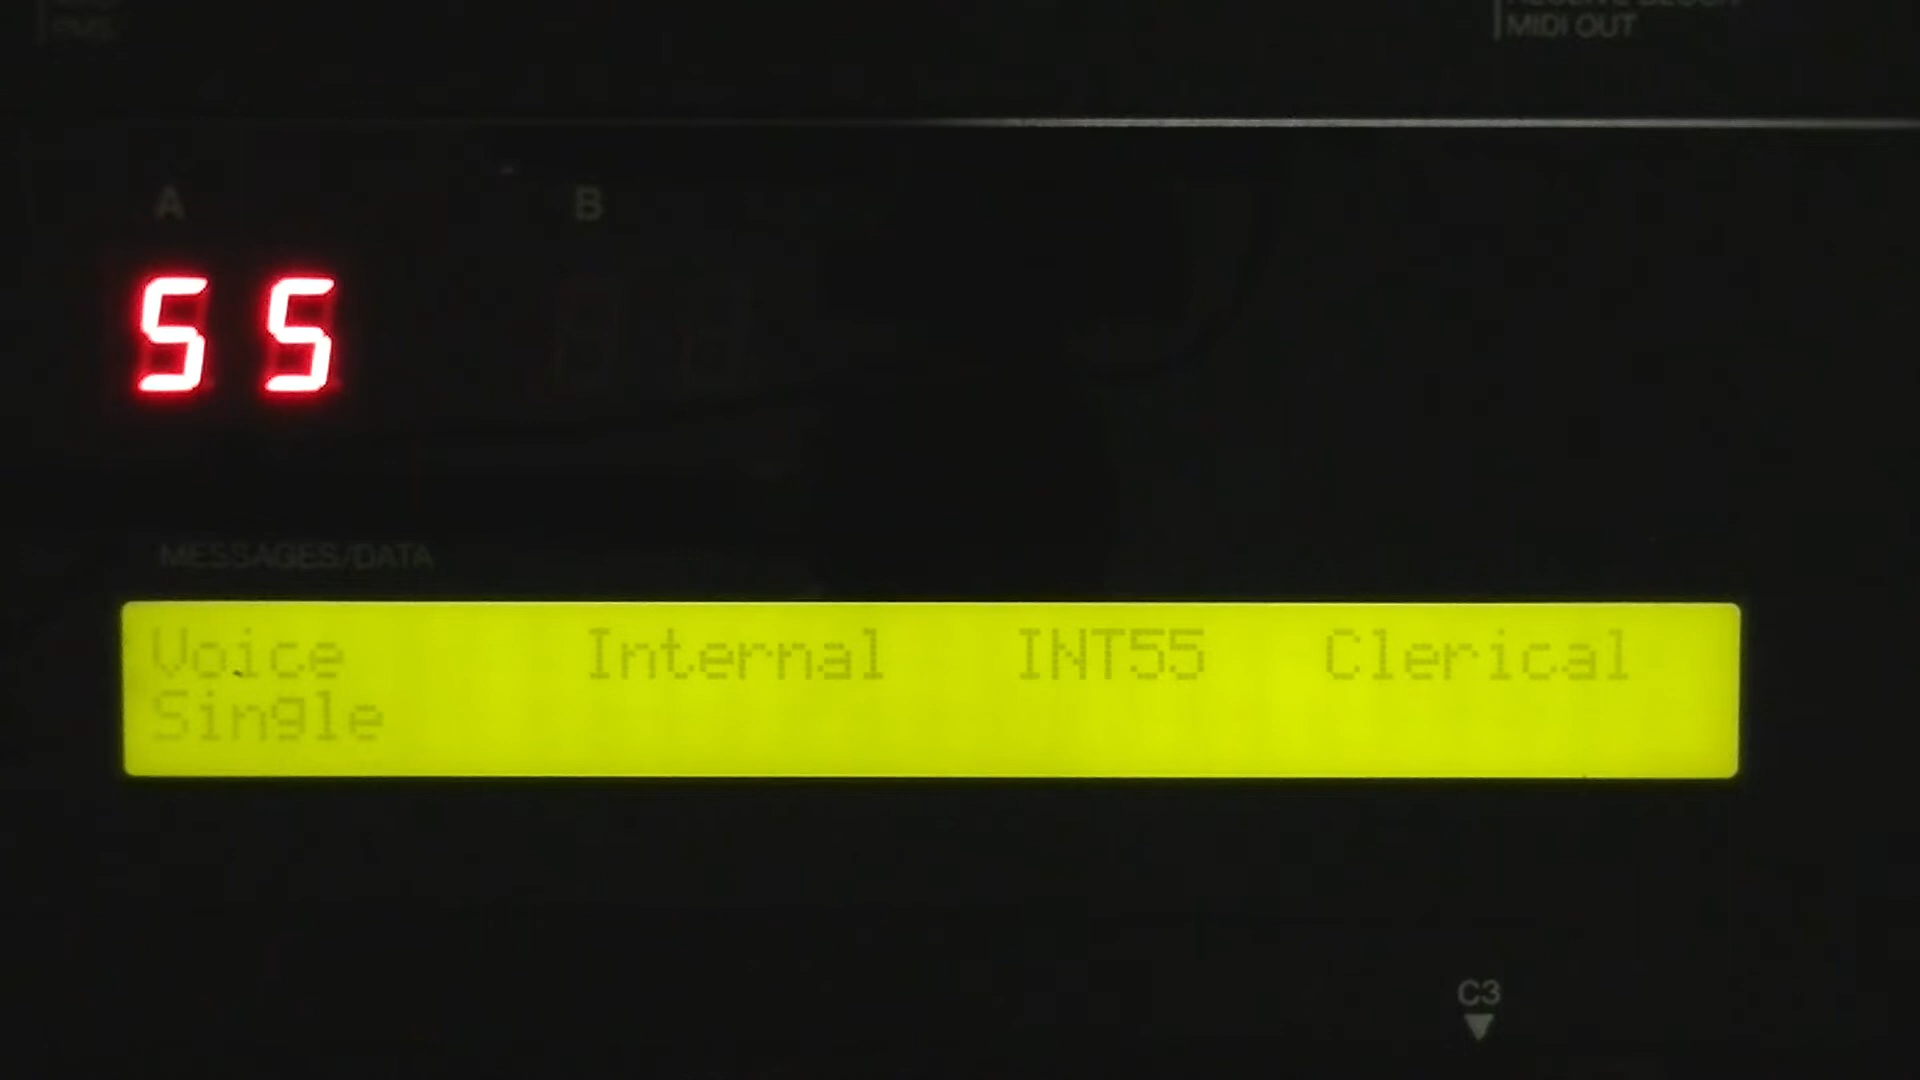 MIDI OUT
A B
55
MESSAGES/DATA
Voice Internal INT55 Clerical
Single
C3